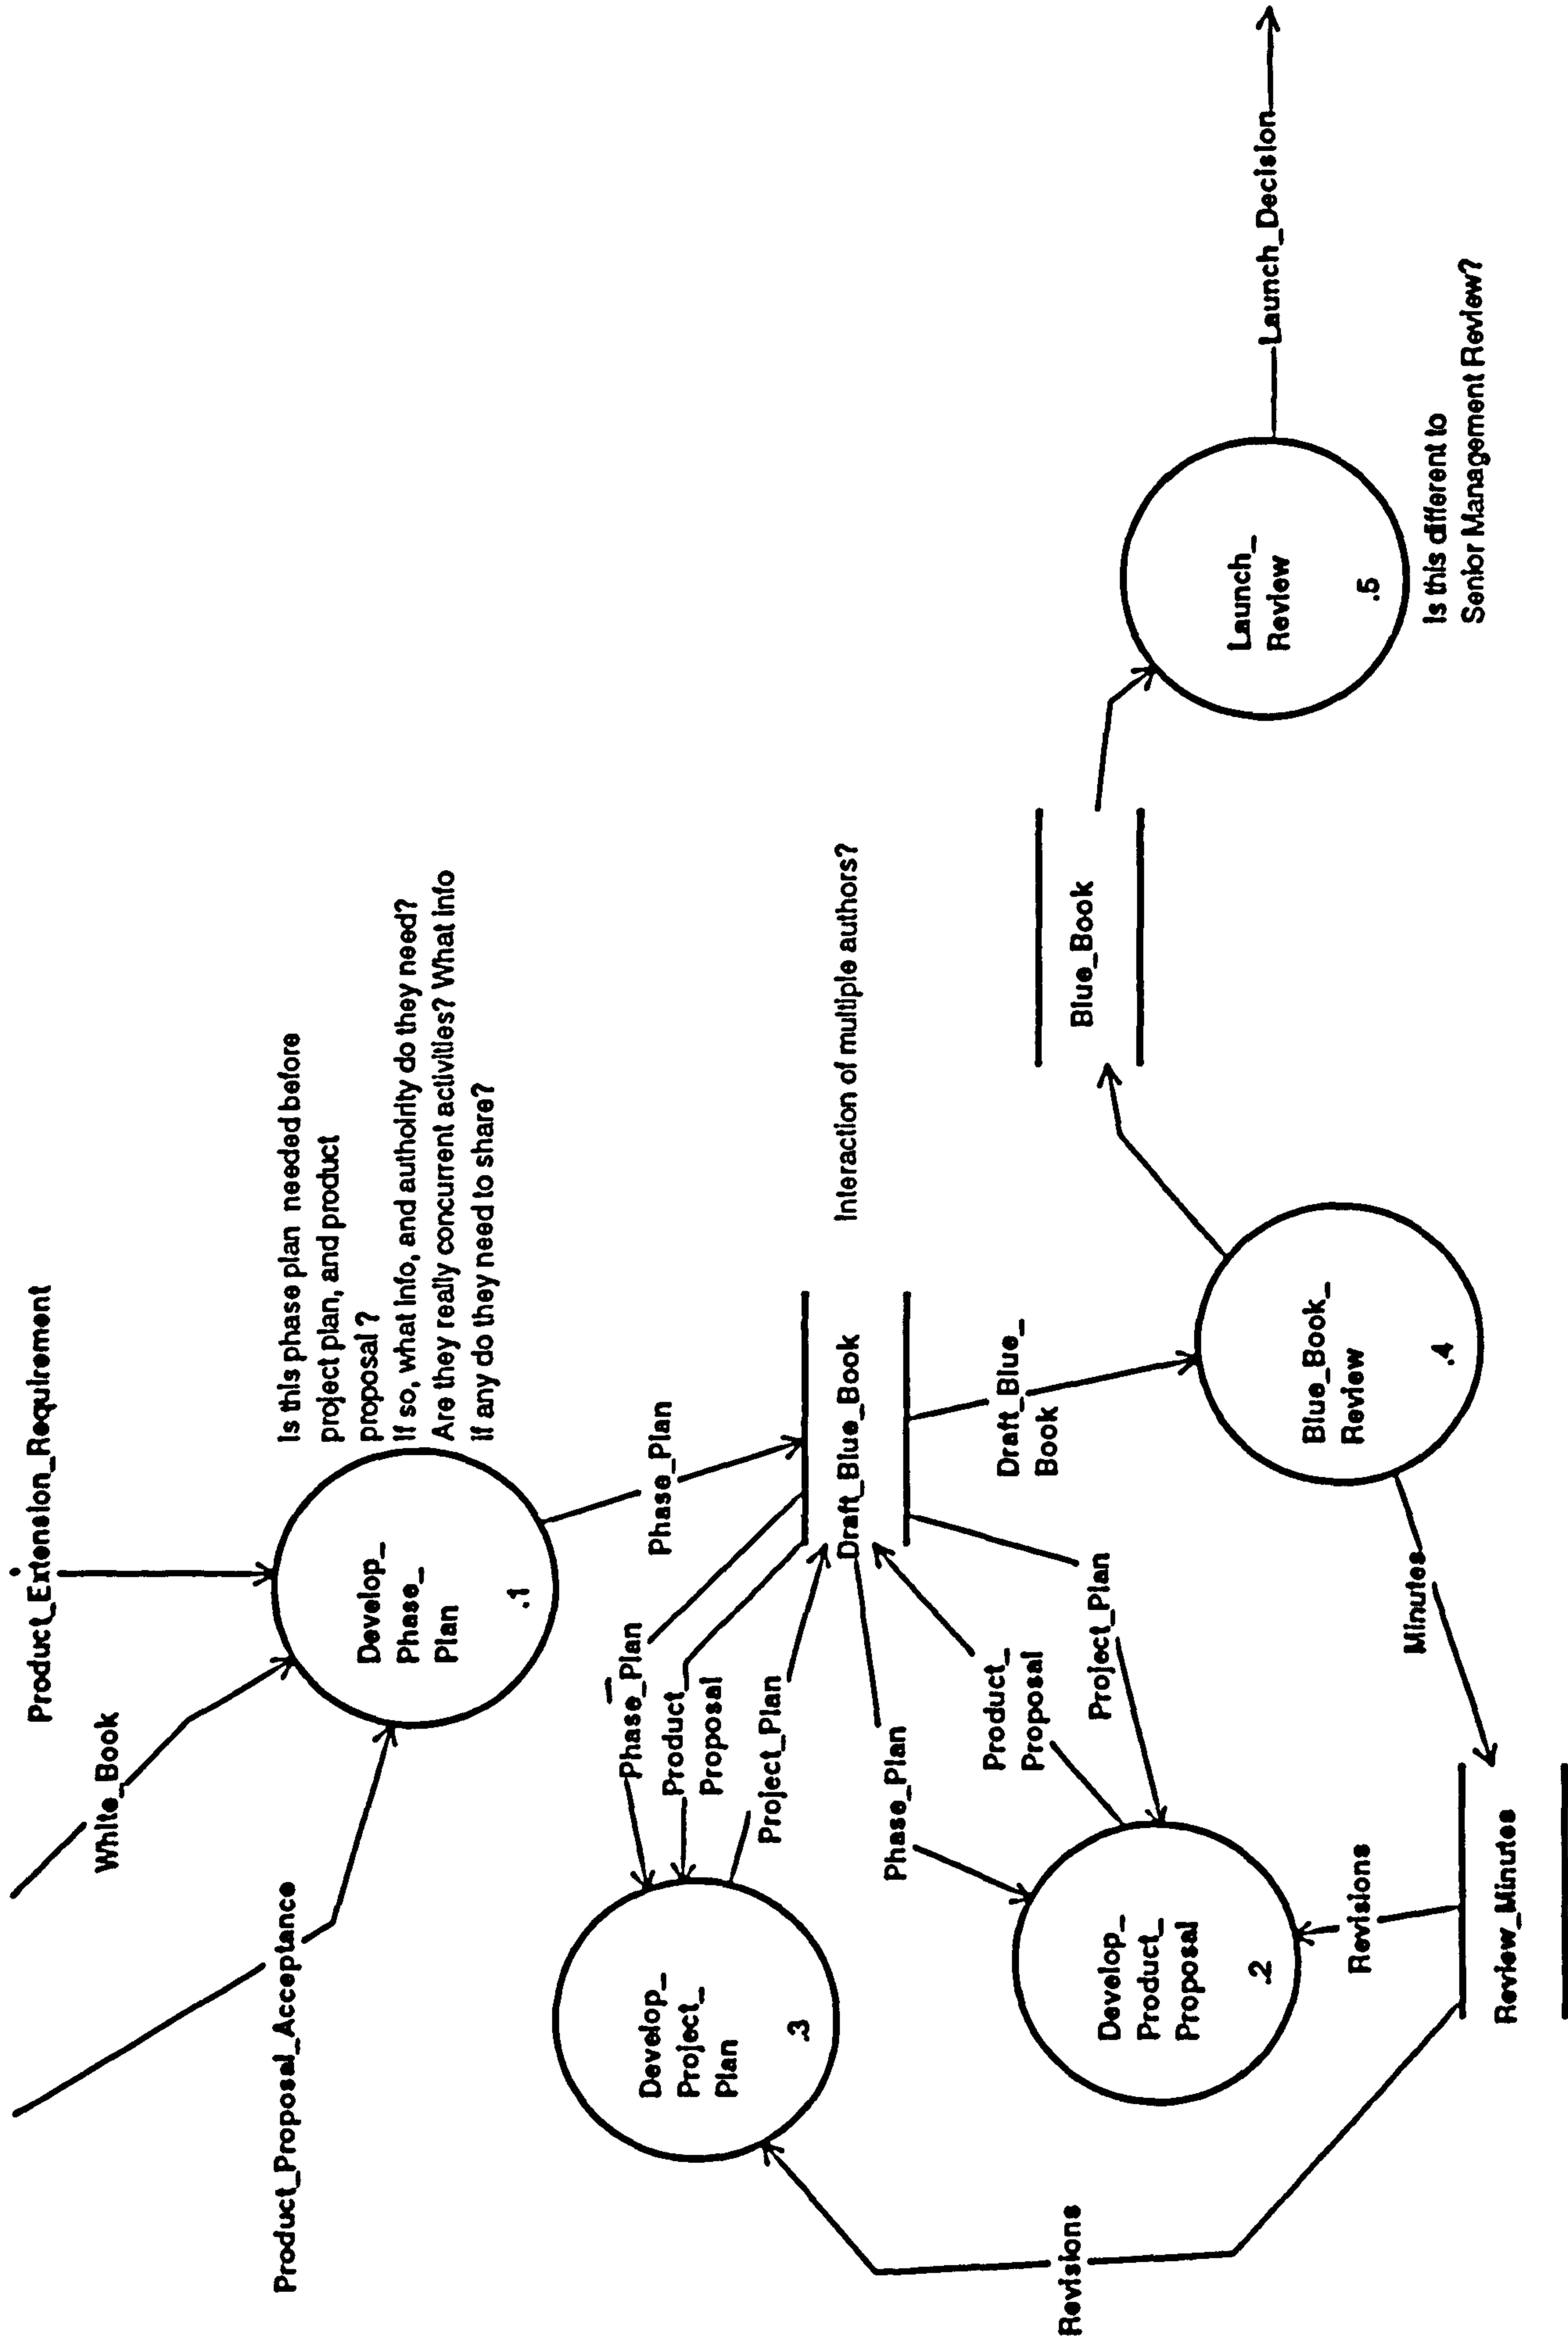 Product_Extension_Requirement
White_Book
Product_Proposal_Acceptance
Develop_
Phase_
Plan
.1
Is this phase plan needed before
project plan, and product
proposal ?
If so, what info, and authoirity do they need?
Are they really concurrent activities? What info
if any do they need to share?
Phase_Plan
Phase_Plan
Product_
Proposal
Project_Plan
Develop_
Project_
Plan
.3
Draft_Blue_Book
Interaction of multiple authors?
Phase_Plan
Product_
Proposal
Project_Plan
Draft_Blue_
Book
Develop_
Product_
Proposal
.2
Revisions
Revisions
Review_Minutes
Minutes
Blue_Book_
Review
.4
Blue_Book
Launch_
Review
.5
Is this different to
Senior Management Review?
Launch_Decision